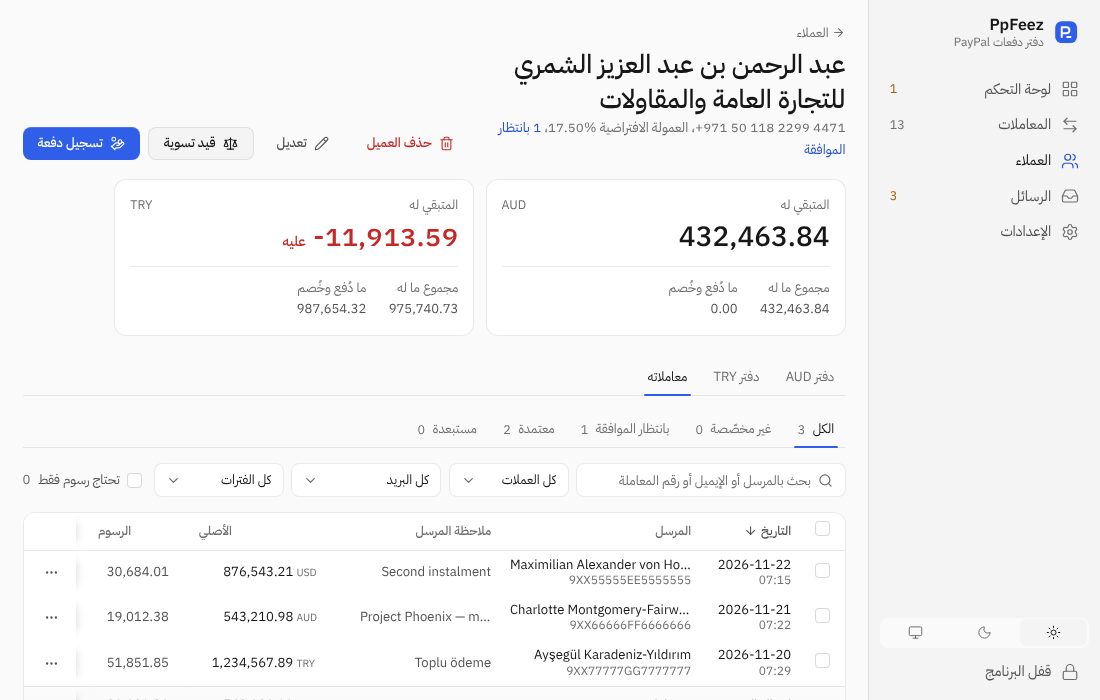 PpFeez
دفتر دفعات PayPal
لوحة التحكم 1
المعاملات 13
العملاء
الرسائل 3
الإعدادات
قفل البرنامج
→ العملاء
عبد الرحمن بن عبد العزيز الشمري
للتجارة العامة والمقاولات
+971 50 118 2299 4471، العمولة الافتراضية 17.50%، 1 بانتظار
الموافقة
حذف العميل
تعديل
قيد تسوية
تسجيل دفعة
المتبقي له AUD
432,463.84
مجموع ما له ما دُفع وخُصم
432,463.84 0.00
المتبقي له TRY
-11,913.59 عليه
مجموع ما له ما دُفع وخُصم
975,740.73 987,654.32
دفتر AUD دفتر TRY معاملاته
الكل 3 غير مخصّصة 0 بانتظار الموافقة 1 معتمدة 2 مستبعدة 0
بحث بالمرسل أو الإيميل أو رقم المعاملة كل العملات كل البريد كل الفترات تحتاج رسوم فقط 0
التاريخ ↓ المرسل ملاحظة المرسل الأصلي الرسوم
2026-11-22 Maximilian Alexander von Ho... Second instalment 876,543.21 USD 30,684.01
07:15 9XX55555EE5555555
2026-11-21 Charlotte Montgomery-Fairw... Project Phoenix — m... 543,210.98 AUD 19,012.38
07:22 9XX66666FF6666666
2026-11-20 Ayşegül Karadeniz-Yıldırım Toplu ödeme 1,234,567.89 TRY 51,851.85
07:29 9XX77777GG7777777